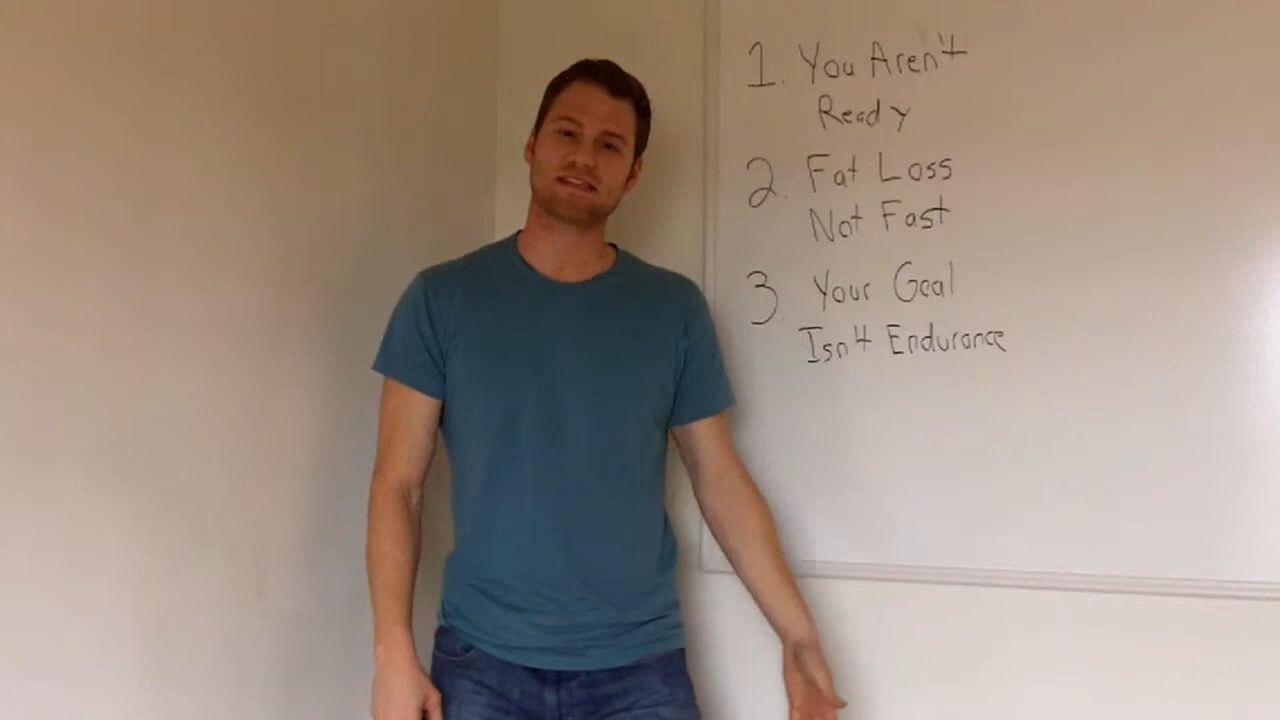 1. You Aren't
Ready
2. Fat Loss
Not Fast
3. Your Goal
Isn't Endurance